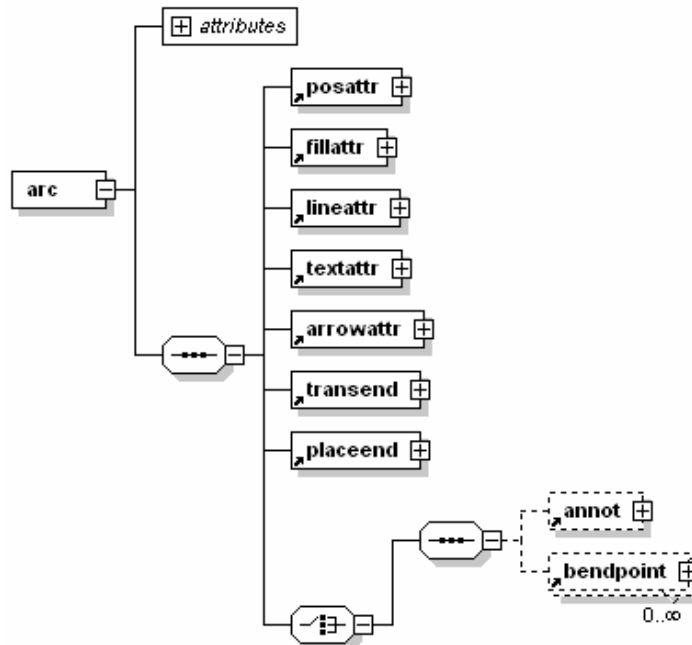 attributes
posattr
fillattr
arc
lineattr
textattr
arrowattr
transend
placeend
annot
bendpoint
0..∞